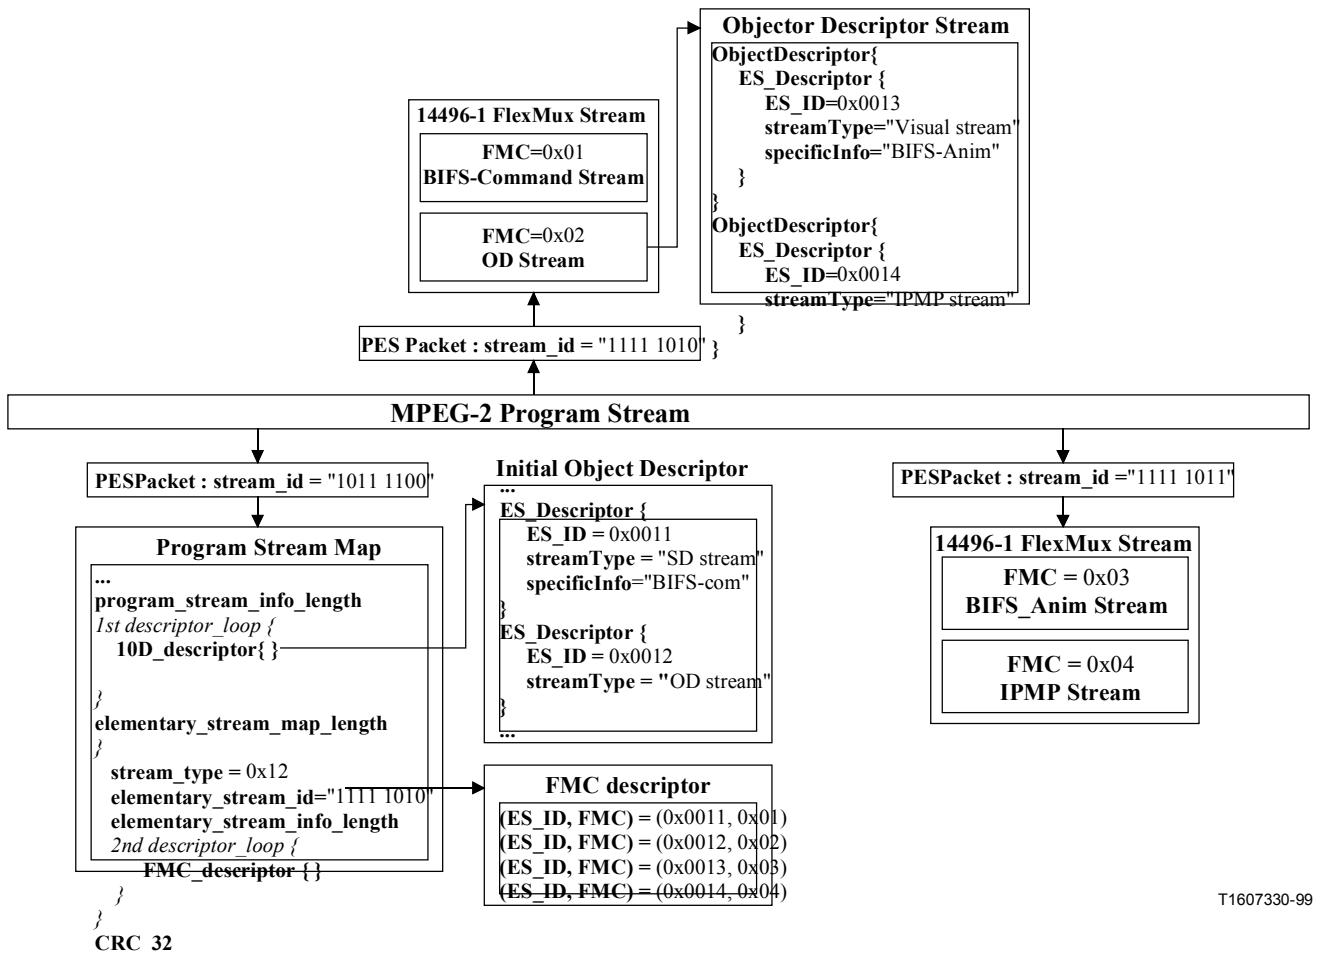 Objector Descriptor Stream
ObjectDescriptor{
ES_Descriptor {
ES_ID=0x0013
streamType="Visual stream"
specificInfo="BIFS-Anim"
}
}
ObjectDescriptor{
ES_Descriptor {
ES_ID=0x0014
streamType="IPMP stream"
}
}
14496-1 FlexMux Stream
FMC=0x01
BIFS-Command Stream
FMC=0x02
OD Stream
PES Packet : stream_id = "1111 1010"
MPEG-2 Program Stream
PESPacket : stream_id = "1011 1100"
Program Stream Map
...
program_stream_info_length
1st descriptor_loop {
10D_descriptor{ }
}
elementary_stream_map_length
}
stream_type = 0x12
elementary_stream_id="1111 1010"
elementary_stream_info_length
2nd descriptor_loop {
FMC_descriptor { }
}
}
CRC_32
Initial Object Descriptor
...
ES_Descriptor {
ES_ID = 0x0011
streamType = "SD stream"
specificInfo="BIFS-com"
}
ES_Descriptor {
ES_ID = 0x0012
streamType = "OD stream"
}
...
FMC descriptor
(ES_ID, FMC) = (0x0011, 0x01)
(ES_ID, FMC) = (0x0012, 0x02)
(ES_ID, FMC) = (0x0013, 0x03)
(ES_ID, FMC) = (0x0014, 0x04)
PESPacket : stream_id ="1111 1011"
14496-1 FlexMux Stream
FMC = 0x03
BIFS_Anim Stream
FMC = 0x04
IPMP Stream
T1607330-99